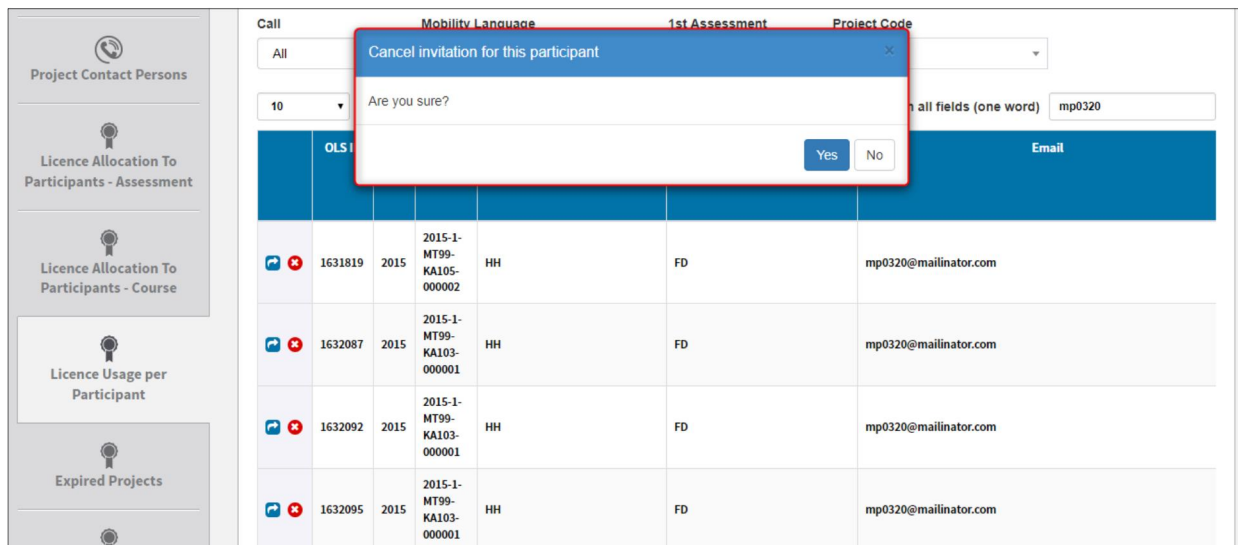 Project Contact Persons
Licence Allocation To
Participants - Assessment
Licence Allocation To
Participants - Course
Licence Usage per
Participant
Expired Projects
Call
Mobility Language
1st Assessment
Project Code
All
Cancel invitation for this participant
×
Are you sure?
Yes
No
10
all fields (one word)
mp0320
OLS
Email
1631819
2015
2015-1-
MT99-
KA105-
000002
HH
FD
mp0320@mailinator.com
1632087
2015
2015-1-
MT99-
KA103-
000001
HH
FD
mp0320@mailinator.com
1632092
2015
2015-1-
MT99-
KA103-
000001
HH
FD
mp0320@mailinator.com
1632095
2015
2015-1-
MT99-
KA103-
000001
HH
FD
mp0320@mailinator.com